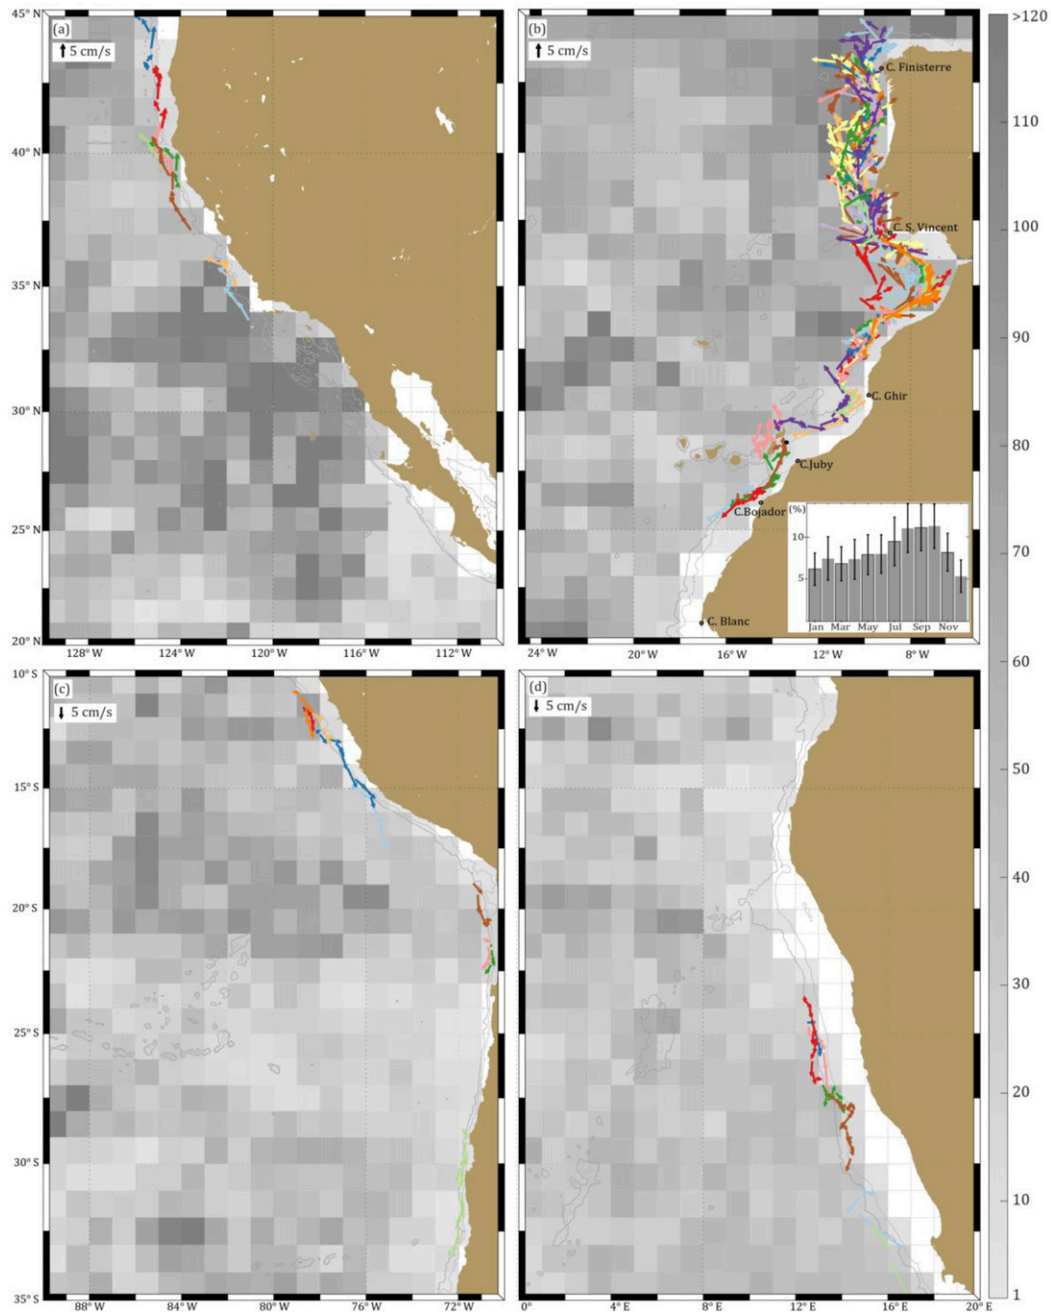 (a)
5 cm/s
45° N
40° N
35° N
30° N
25° N
20° N
128° W
124° W
120° W
116° W
112° W
(b)
5 cm/s
C. Finisterre
C. S. Vincent
C. Ghir
C.Juby
C.Bojador
C. Blanc
(%)
10
5
Jan Mar May Jul Sep Nov
24° W
20° W
16° W
12° W
8° W
>120
110
100
90
80
70
60
50
40
30
20
10
1
(c)
5 cm/s
10° S
15° S
20° S
25° S
30° S
35° S
88° W
84° W
80° W
76° W
72° W
(d)
5 cm/s
0°
4° E
8° E
12° E
16° E
20° E